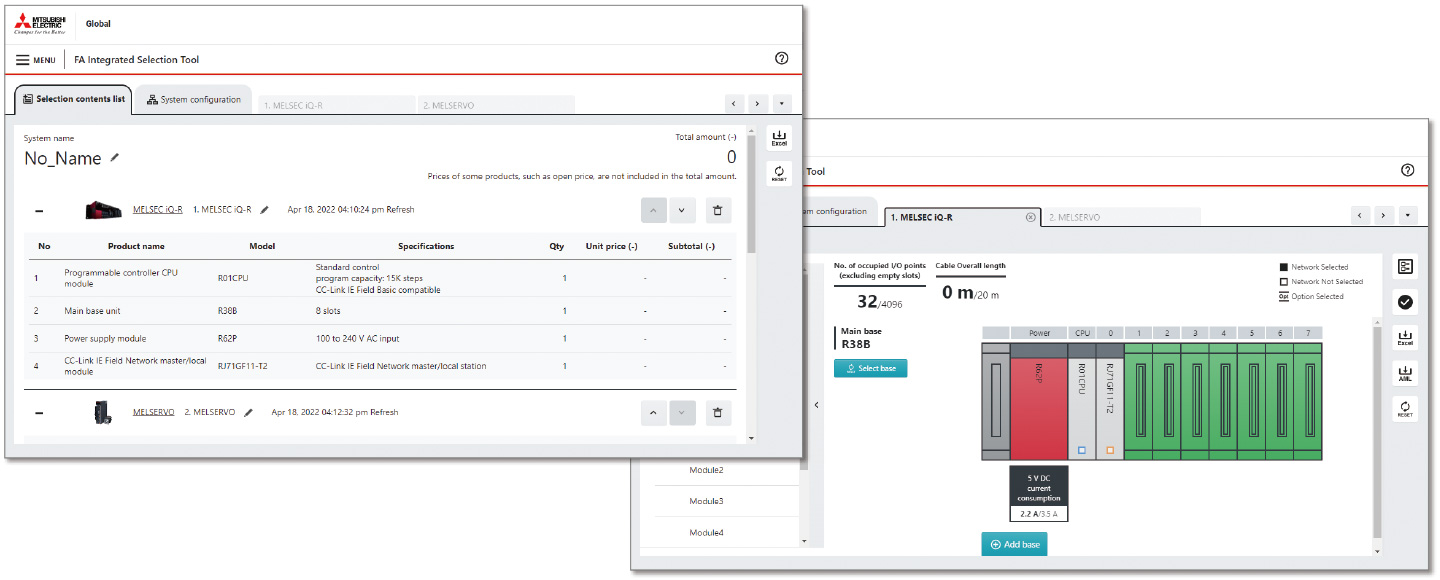 MITSUBISHI
ELECTRIC
Changes for the Better
Global
MENU
FA Integrated Selection Tool
Selection contents list
System configuration
1. MELSEC iQ-R
2. MELSERVO
Excel
RESET
System name
Total amount (-)
No_Name
0
Prices of some products, such as open price, are not included in the total amount.
MELSEC iQ-R 1. MELSEC iQ-R Apr 18. 2022 04:10:24 pm Refresh
No Product name Model Specifications Qty Unit price (-) Subtotal (-)
1 Programmable controller CPU module R01CPU Standard control
program capacity: 15K steps
CC-Link IE Field Basic compatible 1 - -
2 Main base unit R38B 8 slots 1 - -
3 Power supply module R62P 100 to 240 V AC input 1 - -
4 CC-Link IE Field Network master/local module RJ71GF11-T2 CC-Link IE Field Network master/local station 1 - -
MELSERVO 2. MELSERVO Apr 18. 2022 04:12:32 pm Refresh
Tool
em configuration
1. MELSEC iQ-R
2. MELSERVO
No. of occupied I/O points
(excluding empty slots)
32/4096
Cable Overall length
0 m/20 m
Network Selected
Network Not Selected
Opt Option Selected
Main base
R38B
Select base
Power CPU 0 1 2 3 4 5 6 7
R62P
R01CPU
RJ71GF11-T2
5 V DC
current
consumption
2.2 A/3.5 A
Add base
Module2
Module3
Module4
Excel
AML
RESET